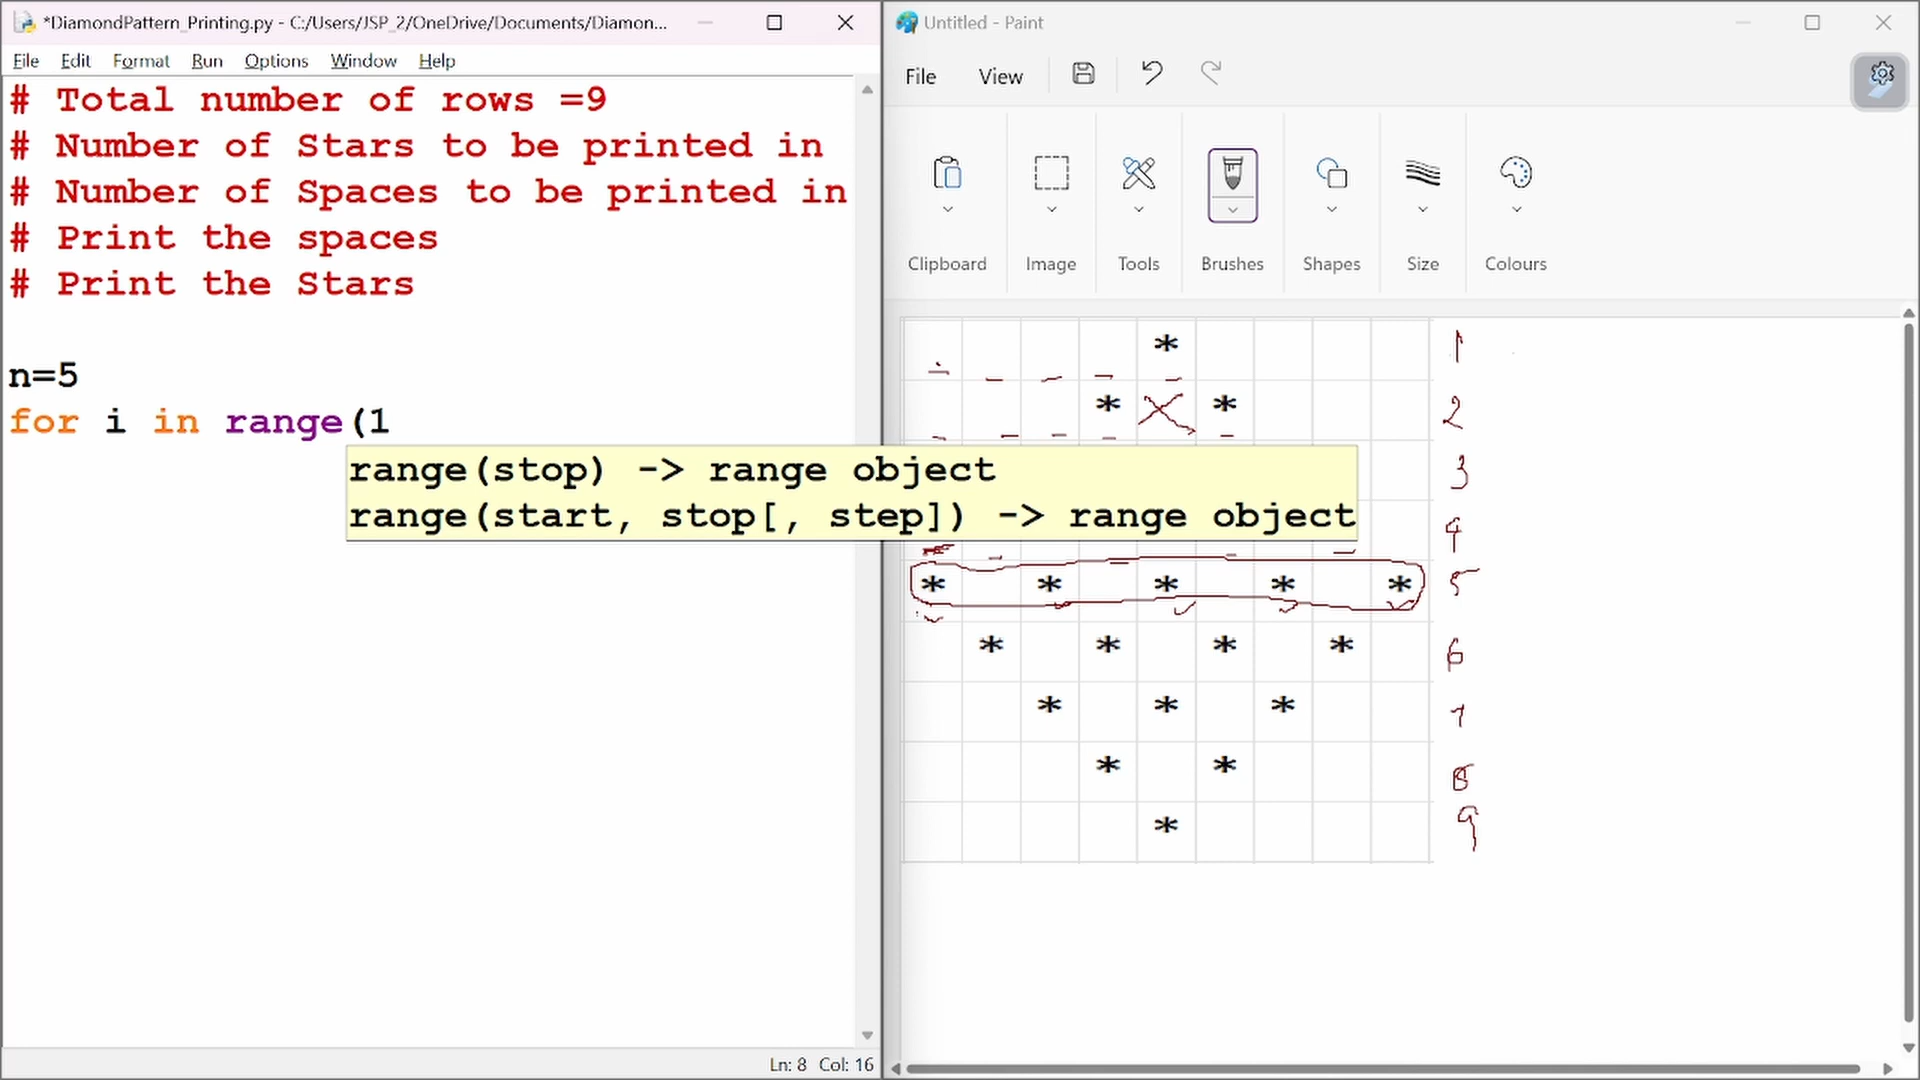 *DiamondPattern_Printing.py - C:/Users/JSP_2/OneDrive/Documents/Diamon...
File Edit Format Run Options Window Help
# Total number of rows =9
# Number of Stars to be printed in
# Number of Spaces to be printed in
# Print the spaces
# Print the Stars
n=5
for i in range(1
range(stop) -> range object
range(start, stop[, step]) -> range object
Ln: 8 Col: 16
Untitled - Paint
File View
Clipboard Image Tools Brushes Shapes Size Colours
* 1
* * 2
3
4
* * * * * 5
* * * * 6
* * * 7
* * 8
* 9